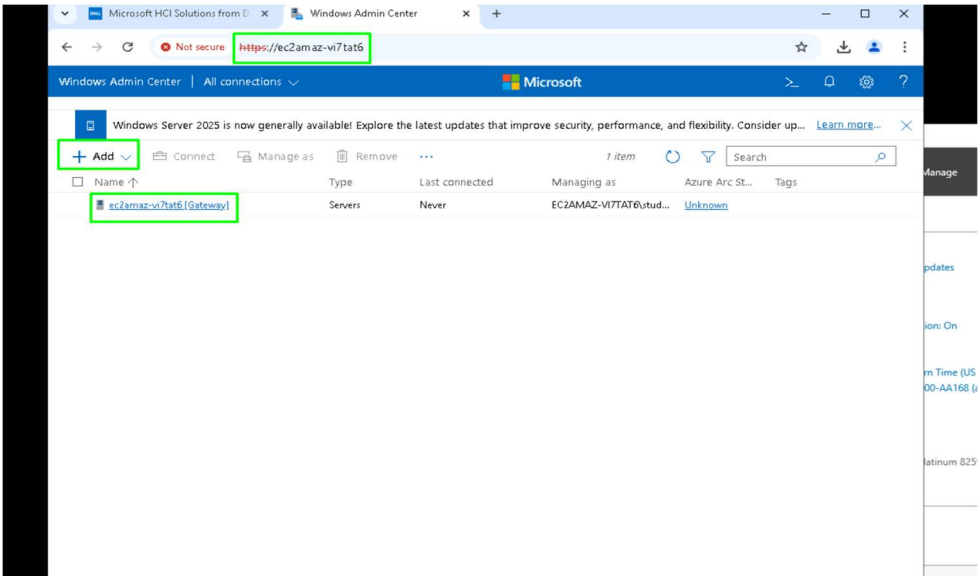 Microsoft HCI Solutions from D
Windows Admin Center
Not secure https://ec2amaz-vi7tat6
Windows Admin Center | All connections
Microsoft
Windows Server 2025 is now generally available! Explore the latest updates that improve security, performance, and flexibility. Consider up... Learn more...
Add Connect Manage as Remove ... 1 item Search
Name Type Last connected Managing as Azure Arc St... Tags
ec2amaz-vi7tat6 [Gateway] Servers Never EC2AMAZ-VI7TAT6\stud... Unknown
Manage
pdates
ion: On
rn Time (US
00-AA168 (
latinum 825